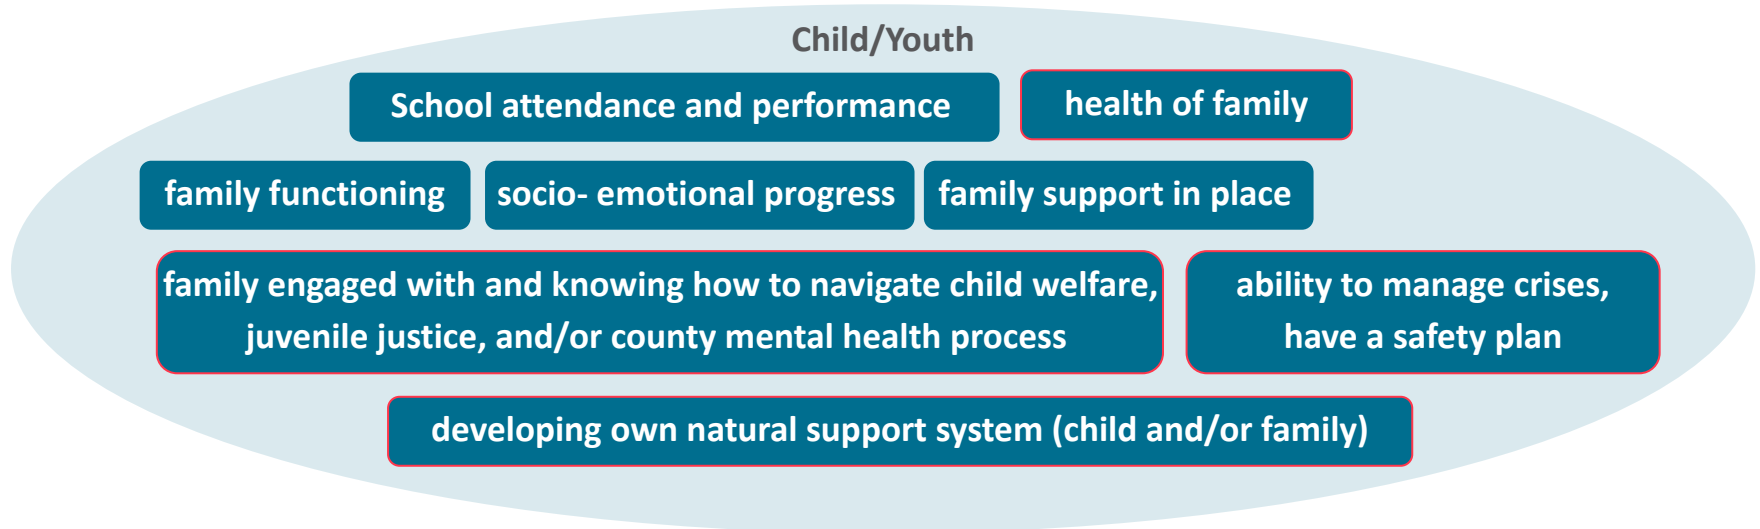 Child/Youth
School attendance and performance
health of family
family functioning
socio- emotional progress
family support in place
family engaged with and knowing how to navigate child welfare,
juvenile justice, and/or county mental health process
ability to manage crises,
have a safety plan
developing own natural support system (child and/or family)